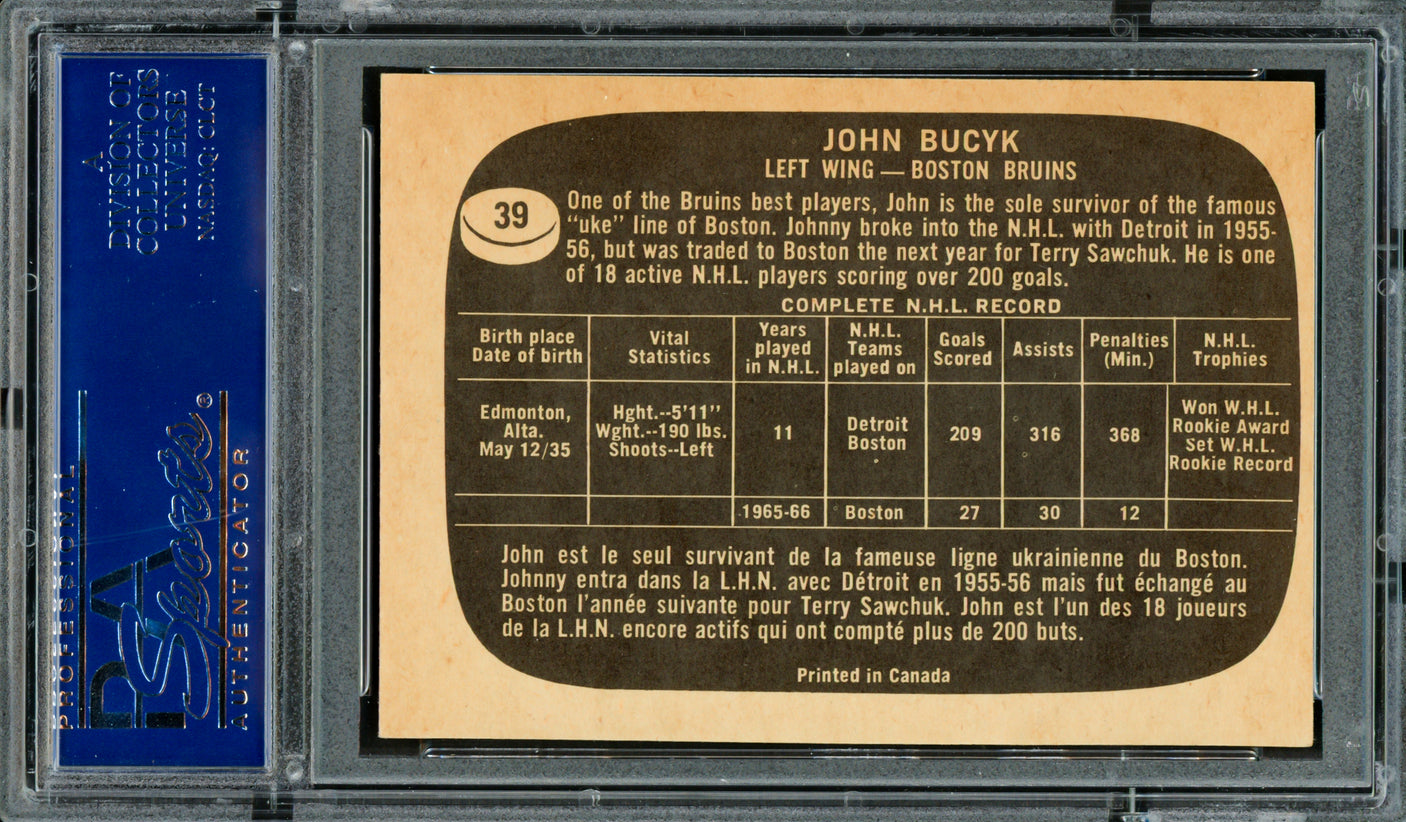 A
DIVISION OF
COLLECTORS
UNIVERSE
NASDAQ: CLCT
PROFESSIONAL
PSA
Sports®
AUTHENTICATOR
JOHN BUCYK
LEFT WING — BOSTON BRUINS
39
One of the Bruins best players, John is the sole survivor of the famous
“uke” line of Boston. Johnny broke into the N.H.L. with Detroit in 1955-
56, but was traded to Boston the next year for Terry Sawchuk. He is one
of 18 active N.H.L. players scoring over 200 goals.
COMPLETE N.H.L. RECORD
Birth place
Date of birth
Vital
Statistics
Years
played
in N.H.L.
N.H.L.
Teams
played on
Goals
Scored
Assists
Penalties
(Min.)
N.H.L.
Trophies
Edmonton,
Alta.
May 12/35
Hght.--5'11''
Wght.--190 lbs.
Shoots--Left
11
Detroit
Boston
209
316
368
Won W.H.L.
Rookie Award
Set W.H.L.
Rookie Record
1965-66
Boston
27
30
12
John est le seul survivant de la fameuse ligne ukrainienne du Boston.
Johnny entra dans la L.H.N. avec Détroit en 1955-56 mais fut échangé au
Boston l'année suivante pour Terry Sawchuk. John est l'un des 18 joueurs
de la L.H.N. encore actifs qui ont compté plus de 200 buts.
Printed in Canada